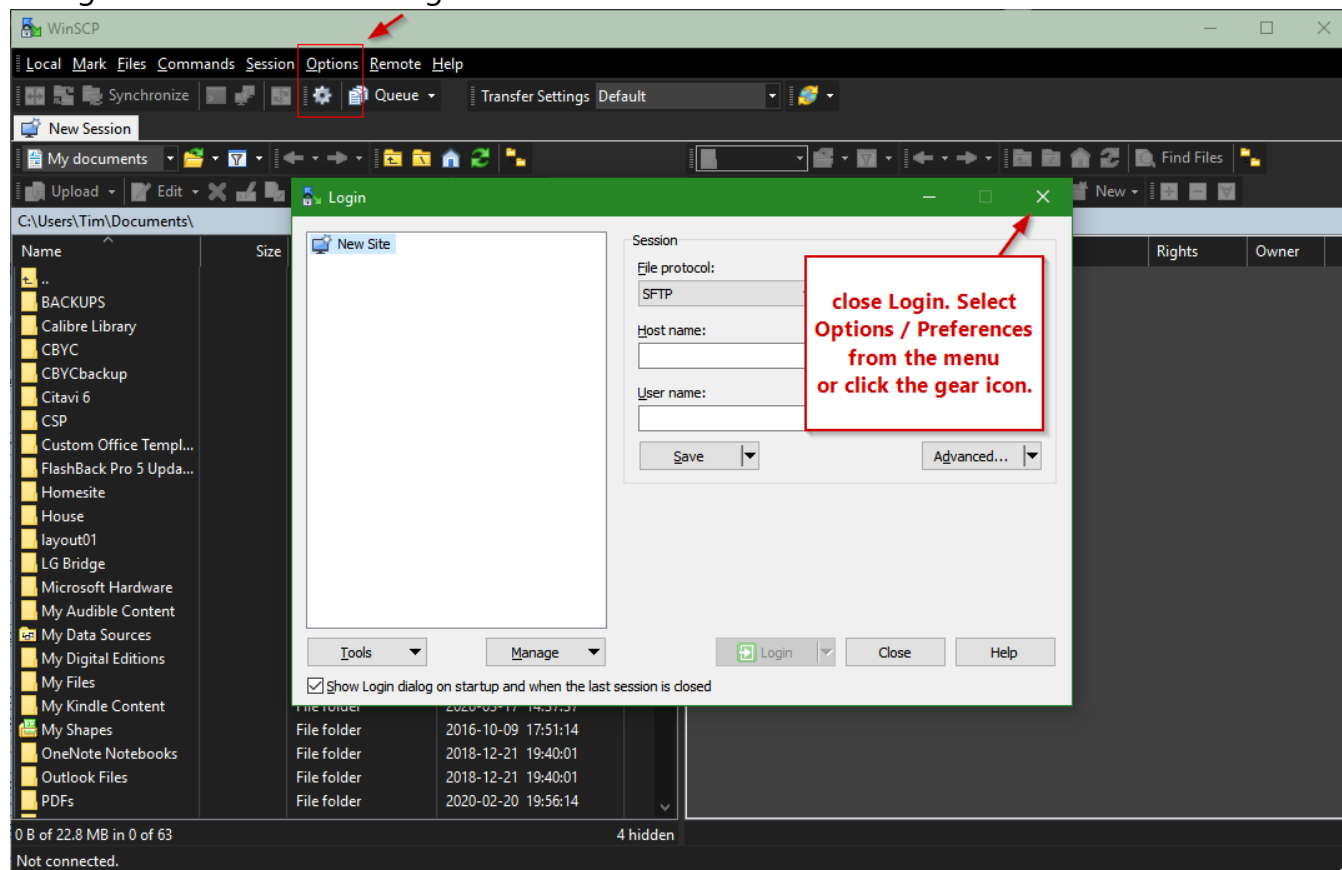 WinSCP
Local Mark Files Commands Session Options Remote Help
Synchronize Queue Transfer Settings Default
New Session
My documents Find Files
Upload Edit New
Login
C:\Users\Tim\Documents\
Name Size Rights Owner
New Site
Session
File protocol:
SFTP
Host name:
User name:
Save Advanced...
close Login. Select
Options / Preferences
from the menu
or click the gear icon.
..
BACKUPS
Calibre Library
CBYC
CBYCbackup
Citavi 6
CSP
Custom Office Templ...
FlashBack Pro 5 Upda...
Homesite
House
layout01
LG Bridge
Microsoft Hardware
My Audible Content
My Data Sources
My Digital Editions
My Files
My Kindle Content
Tools Manage Login Close Help
Show Login dialog on startup and when the last session is closed
My Shapes File folder 2016-10-09 17:51:14
OneNote Notebooks File folder 2018-12-21 19:40:01
Outlook Files File folder 2018-12-21 19:40:01
PDFs File folder 2020-02-20 19:56:14
0 B of 22.8 MB in 0 of 63 4 hidden
Not connected.